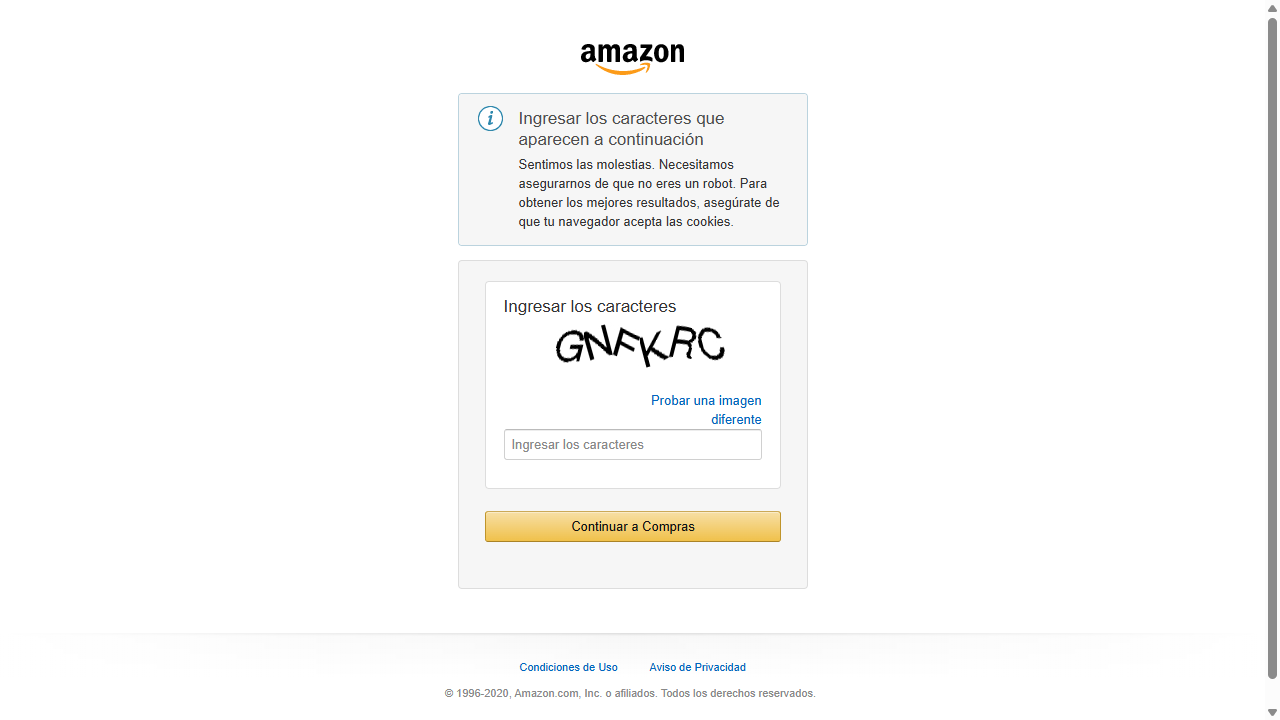 amazon
Ingresar los caracteres que
aparecen a continuación
Sentimos las molestias. Necesitamos
asegurarnos de que no eres un robot. Para
obtener los mejores resultados, asegúrate de
que tu navegador acepta las cookies.
Ingresar los caracteres
GNFKRC
Probar una imagen
diferente
Ingresar los caracteres
Continuar a Compras
Condiciones de Uso Aviso de Privacidad
© 1996-2020, Amazon.com, Inc. o afiliados. Todos los derechos reservados.